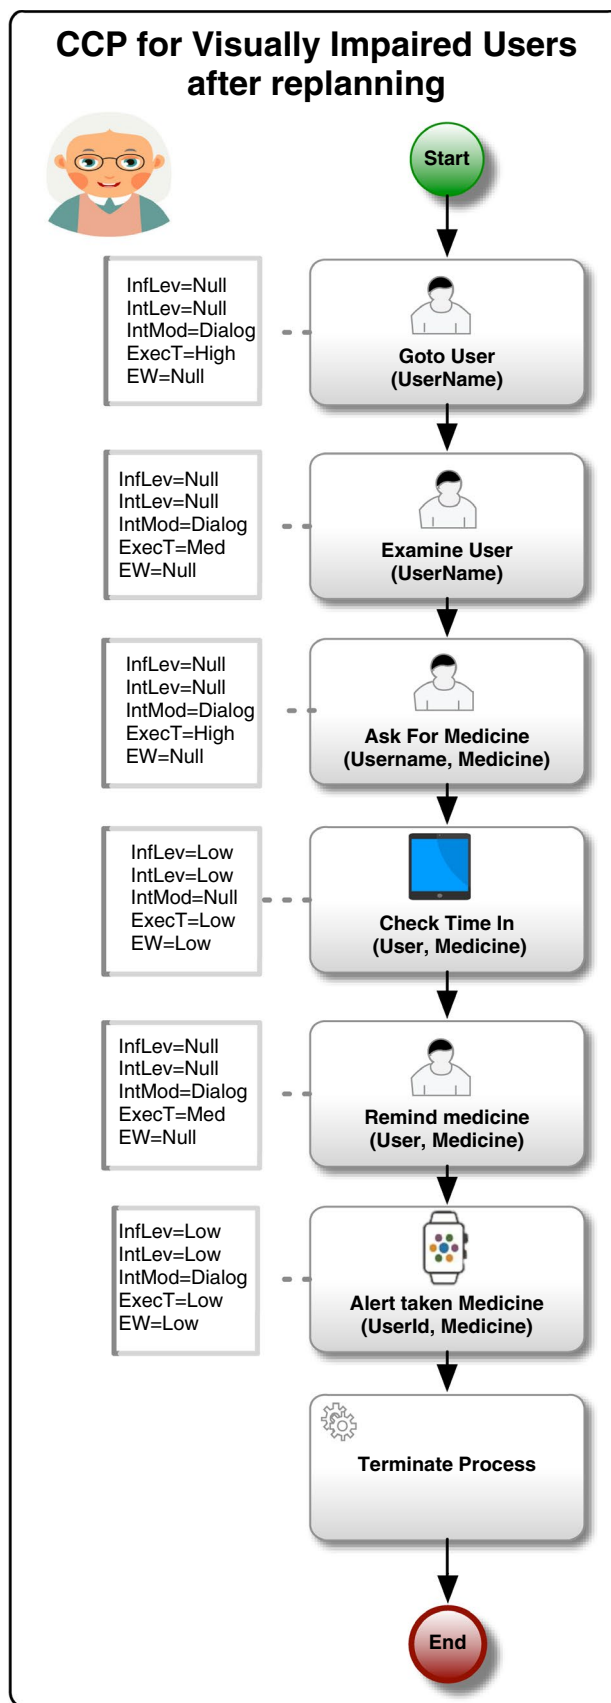 CCP for Visually Impaired Users
after replanning
Start
InfLev=Null
IntLev=Null
IntMod=Dialog
ExecT=High
EW=Null
Goto User
(UserName)
InfLev=Null
IntLev=Null
IntMod=Dialog
ExecT=Med
EW=Null
Examine User
(UserName)
InfLev=Null
IntLev=Null
IntMod=Dialog
ExecT=High
EW=Null
Ask For Medicine
(Username, Medicine)
InfLev=Low
IntLev=Low
IntMod=Null
ExecT=Low
EW=Low
Check Time In
(User, Medicine)
InfLev=Null
IntLev=Null
IntMod=Dialog
ExecT=Med
EW=Null
Remind medicine
(User, Medicine)
InfLev=Low
IntLev=Low
IntMod=Dialog
ExecT=Low
EW=Low
Alert taken Medicine
(UserId, Medicine)
Terminate Process
End